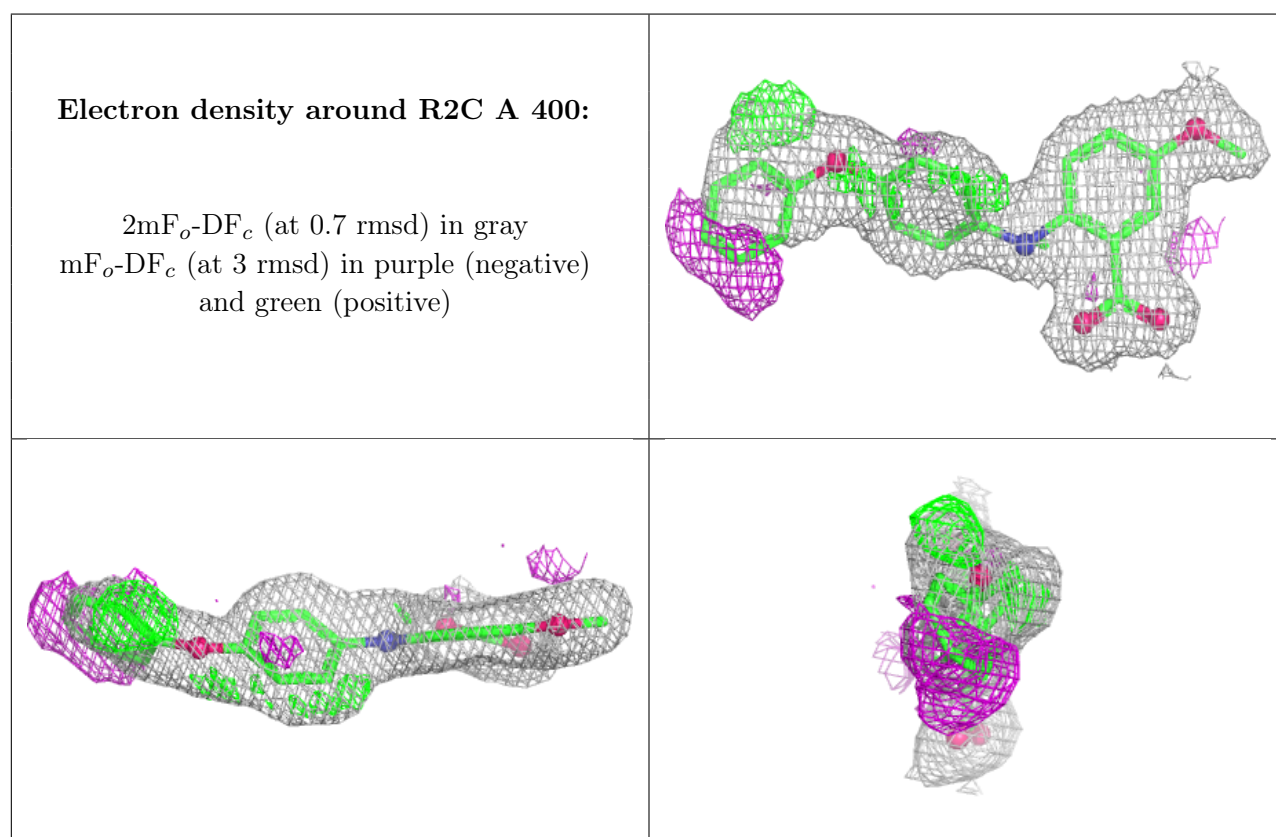 Electron density around R2C A 400:
2mFo-DFc (at 0.7 rmsd) in gray
mFo-DFc (at 3 rmsd) in purple (negative)
and green (positive)